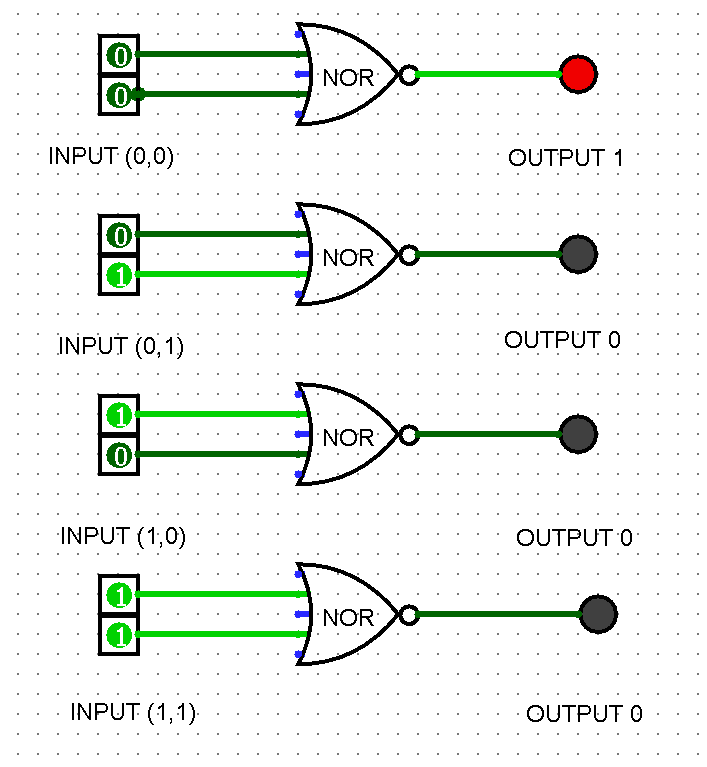 0
NOR
0
INPUT (0,0)
OUTPUT 1
0
NOR
1
INPUT (0,1)
OUTPUT 0
1
NOR
0
INPUT (1,0)
OUTPUT 0
1
NOR
1
INPUT (1,1)
OUTPUT 0